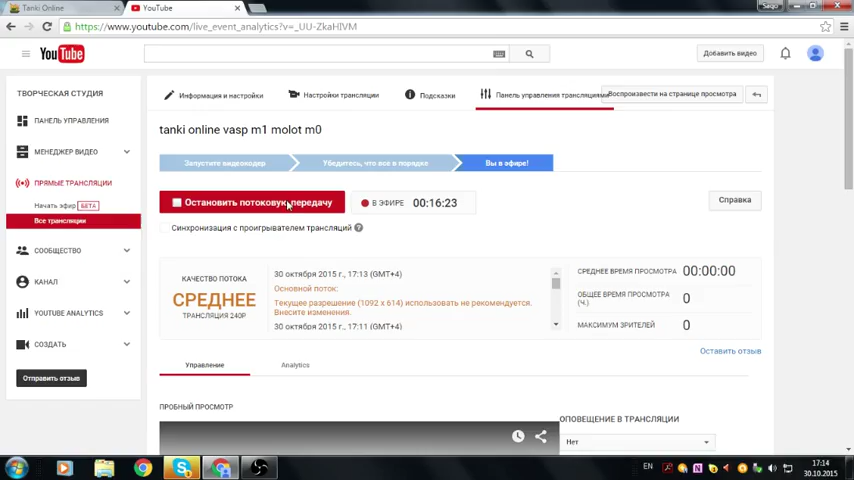 Tanki Online
YouTube
Sago
https://www.youtube.com/live_event_analytics?v=_UU-ZkaHIVM
YouTube
Добавить видео
ТВОРЧЕСКАЯ СТУДИЯ
ПАНЕЛЬ УПРАВЛЕНИЯ
МЕНЕДЖЕР ВИДЕО
ПРЯМЫЕ ТРАНСЛЯЦИИ
Начать эфир BETA
Все трансляции
СООБЩЕСТВО
КАНАЛ
YOUTUBE ANALYTICS
СОЗДАТЬ
Отправить отзыв
Информация и настройки
Настройки трансляции
Подсказки
Панель управления трансляциями
Воспроизвести на странице просмотра
tanki online vasp m1 molot m0
Запустите видеокодер
Убедитесь, что все в порядке
Вы в эфире!
Остановить потоковую передачу
В ЭФИРЕ 00:16:23
Справка
Синхронизация с проигрывателем трансляций ?
КАЧЕСТВО ПОТОКА
СРЕДНЕЕ
ТРАНСЛЯЦИЯ 240P
30 октября 2015 г., 17:13 (GMT+4)
Основной поток:
Текущее разрешение (1092 x 614) использовать не рекомендуется.
Внесите изменения.
30 октября 2015 г., 17:11 (GMT+4)
СРЕДНЕЕ ВРЕМЯ ПРОСМОТРА 00:00:00
ОБЩЕЕ ВРЕМЯ ПРОСМОТРА
(Ч.) 0
МАКСИМУМ ЗРИТЕЛЕЙ 0
Оставить отзыв
Управление
Analytics
ПРОБНЫЙ ПРОСМОТР
ОПОВЕЩЕНИЕ В ТРАНСЛЯЦИИ
Нет
EN
17:14
30.10.2015